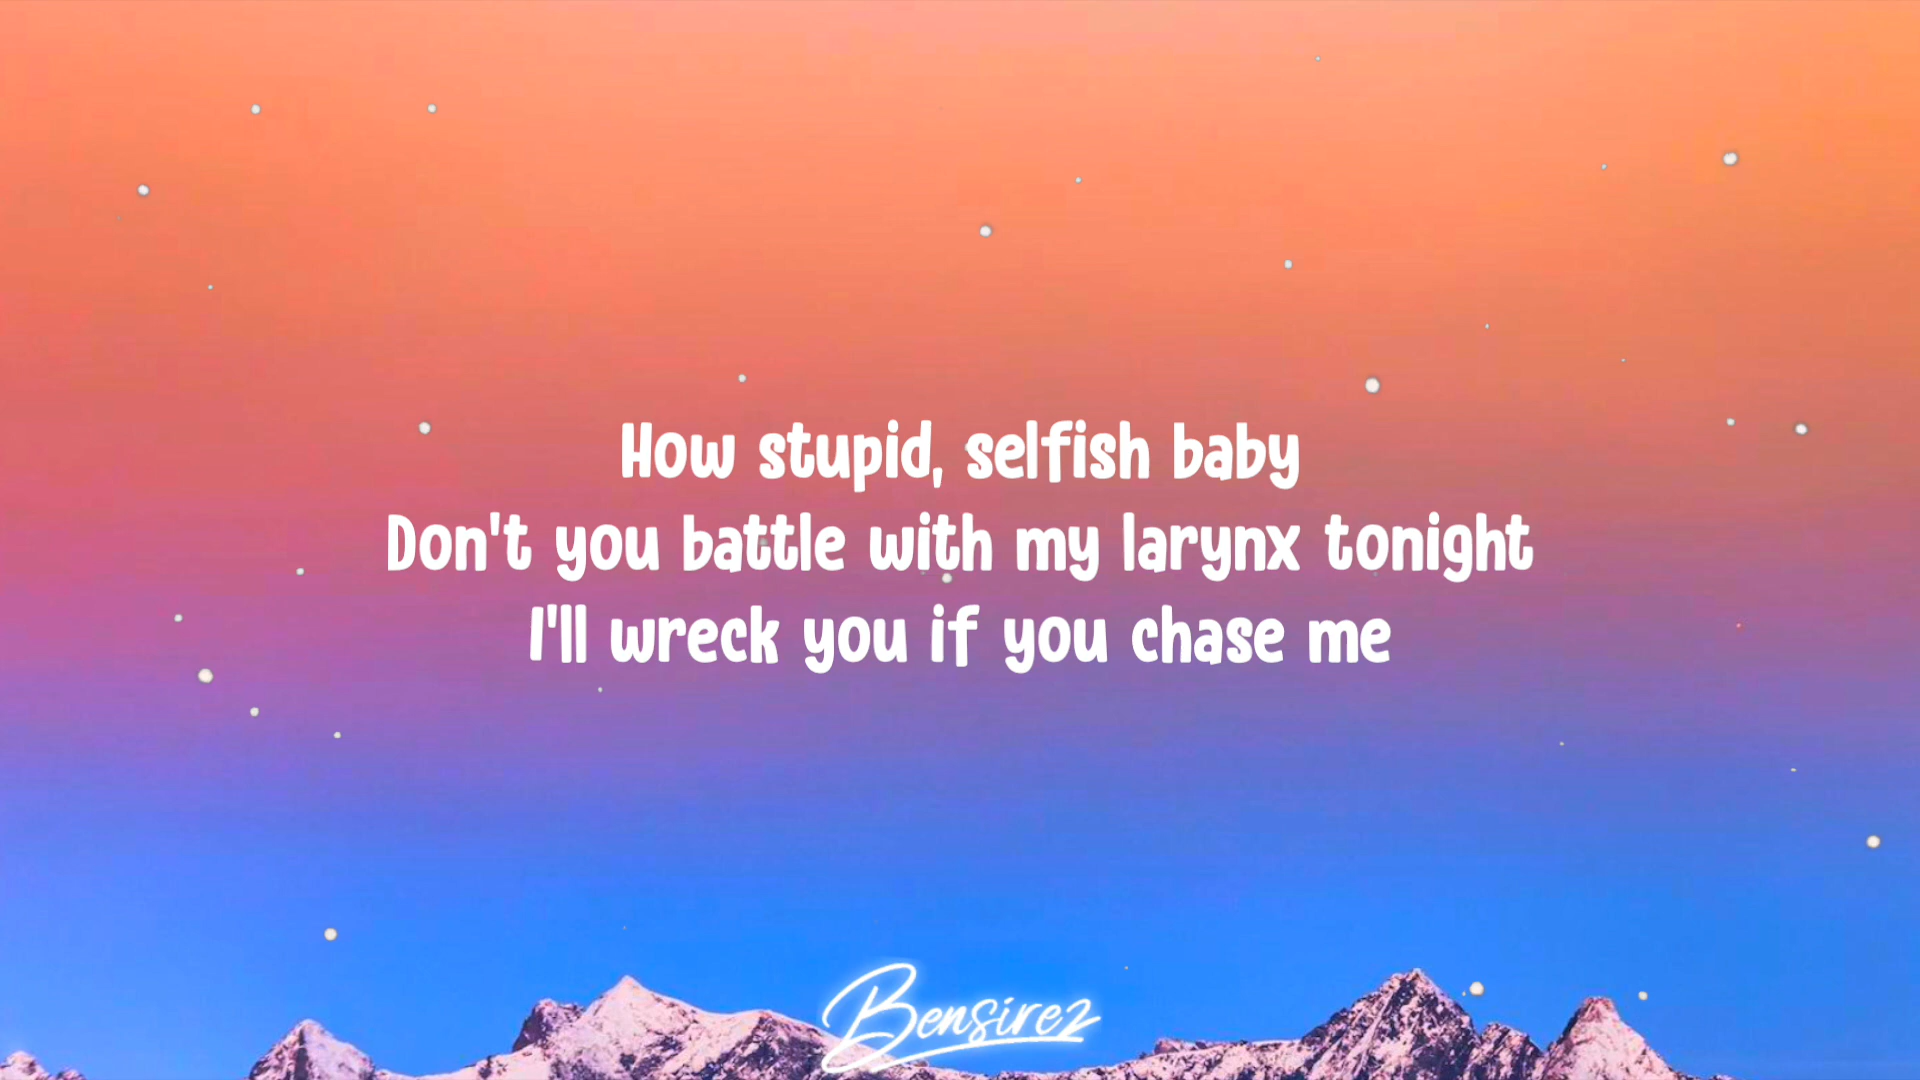 How stupid, selfish baby
Don't you battle with my larynx tonight
I'll wreck you if you chase me
Bensirez